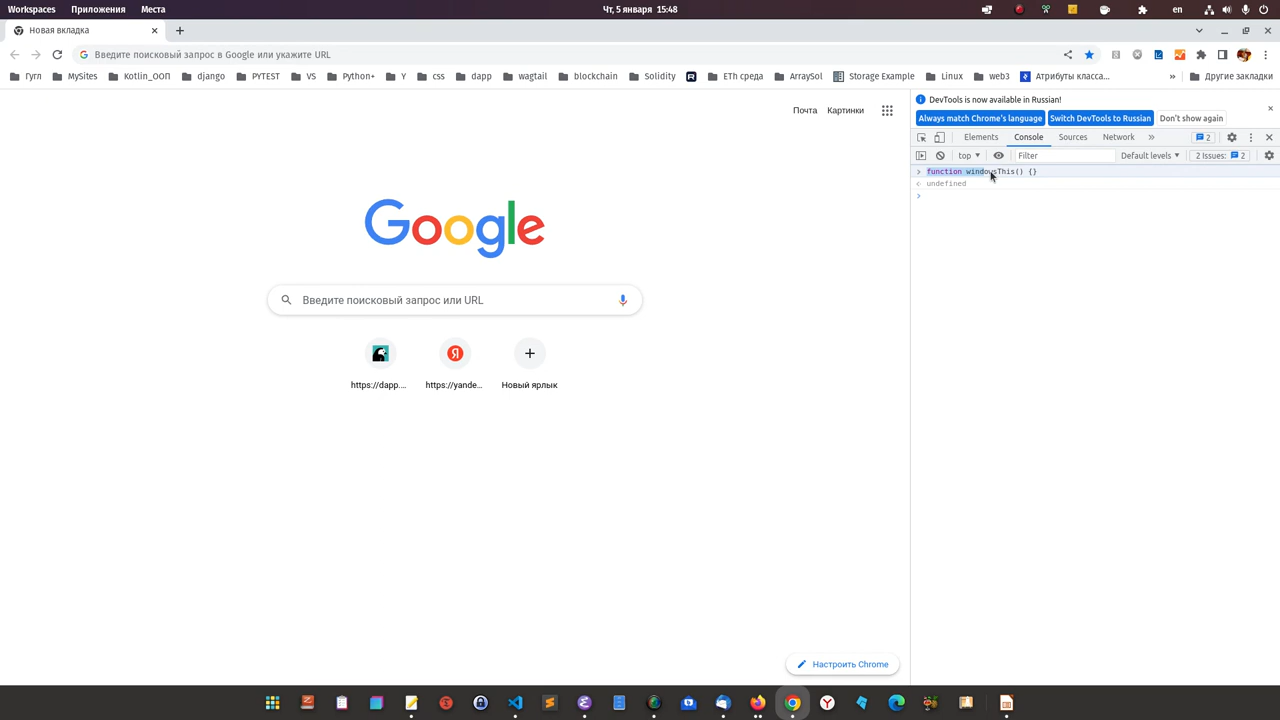 Workspaces Приложения Места Чт, 5 января 15:48 en
Новая вкладка
Введите поисковый запрос в Google или укажите URL
Гугл MySites Kotlin_ООП django PYTEST VS Python+ Y css dapp wagtail blockchain Solidity ETh среда ArraySol Storage Example Linux web3 Атрибуты класса... » Другие закладки
DevTools is now available in Russian!
Always match Chrome's language Switch DevTools to Russian Don't show again
Почта Картинки
Elements Console Sources Network » 2
top Filter Default levels 2 Issues: 2
function windowsThis() {}
undefined
Google
Введите поисковый запрос или URL
https://dapp.... https://yande... Новый ярлык
Настроить Chrome